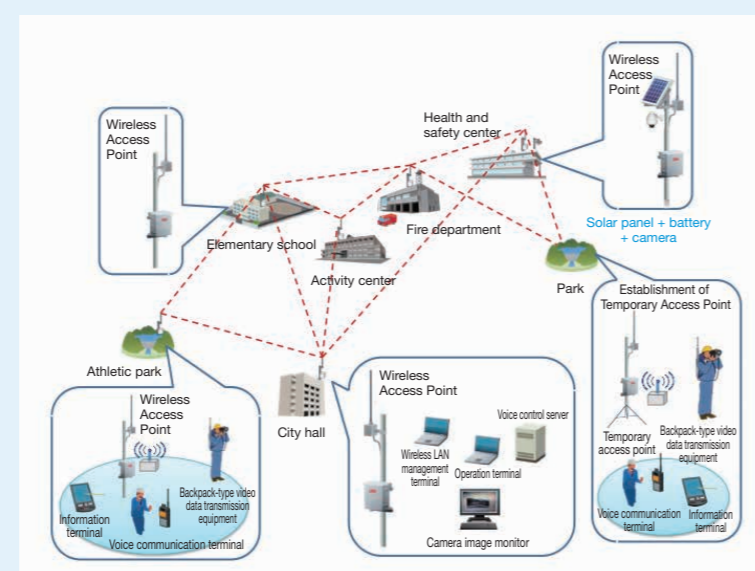 Wireless
Access
Point
Health and
safety center
Wireless
Access
Point
Elementary school
Fire department
Activity center
Solar panel + battery
+ camera
Park
Establishment of
Temporary Access Point
Athletic park
City hall
Wireless
Access
Point
Information
terminal
Voice communication terminal
Backpack-type video
data transmission
equipment
Wireless
Access Point
Wireless LAN
management
terminal
Operation terminal
Voice control server
Camera image monitor
Temporary
access point
Backpack-type video
data transmission
equipment
Voice communication
terminal
Information
terminal